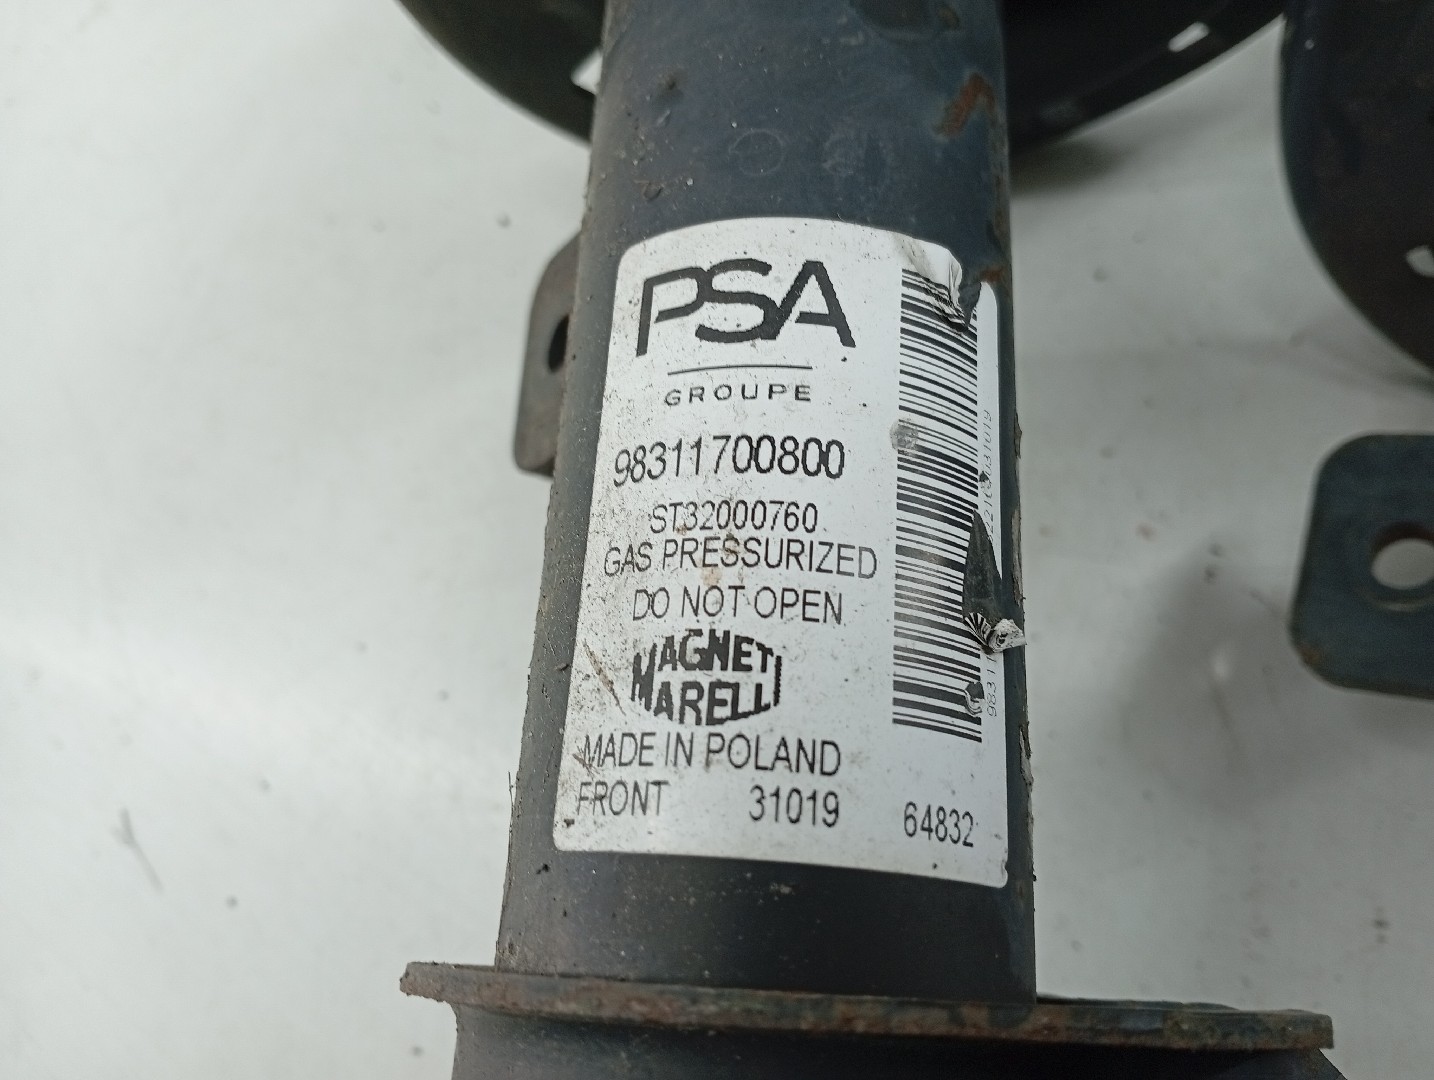 PSA
GROUPE
98311700800
ST32000760
GAS PRESSURIZED
DO NOT OPEN
MAGNETI
MARELLI
MADE IN POLAND
FRONT 31019 64832